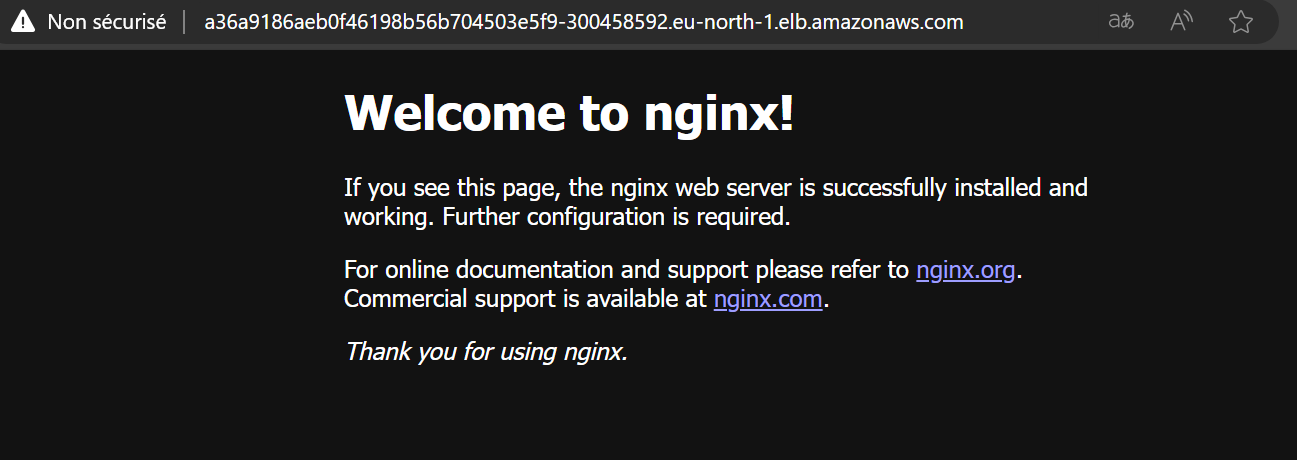 Non sécurisé | a36a9186aeb0f46198b56b704503e5f9-300458592.eu-north-1.elb.amazonaws.com aあ A
Welcome to nginx!
If you see this page, the nginx web server is successfully installed and
working. Further configuration is required.
For online documentation and support please refer to nginx.org.
Commercial support is available at nginx.com.
Thank you for using nginx.